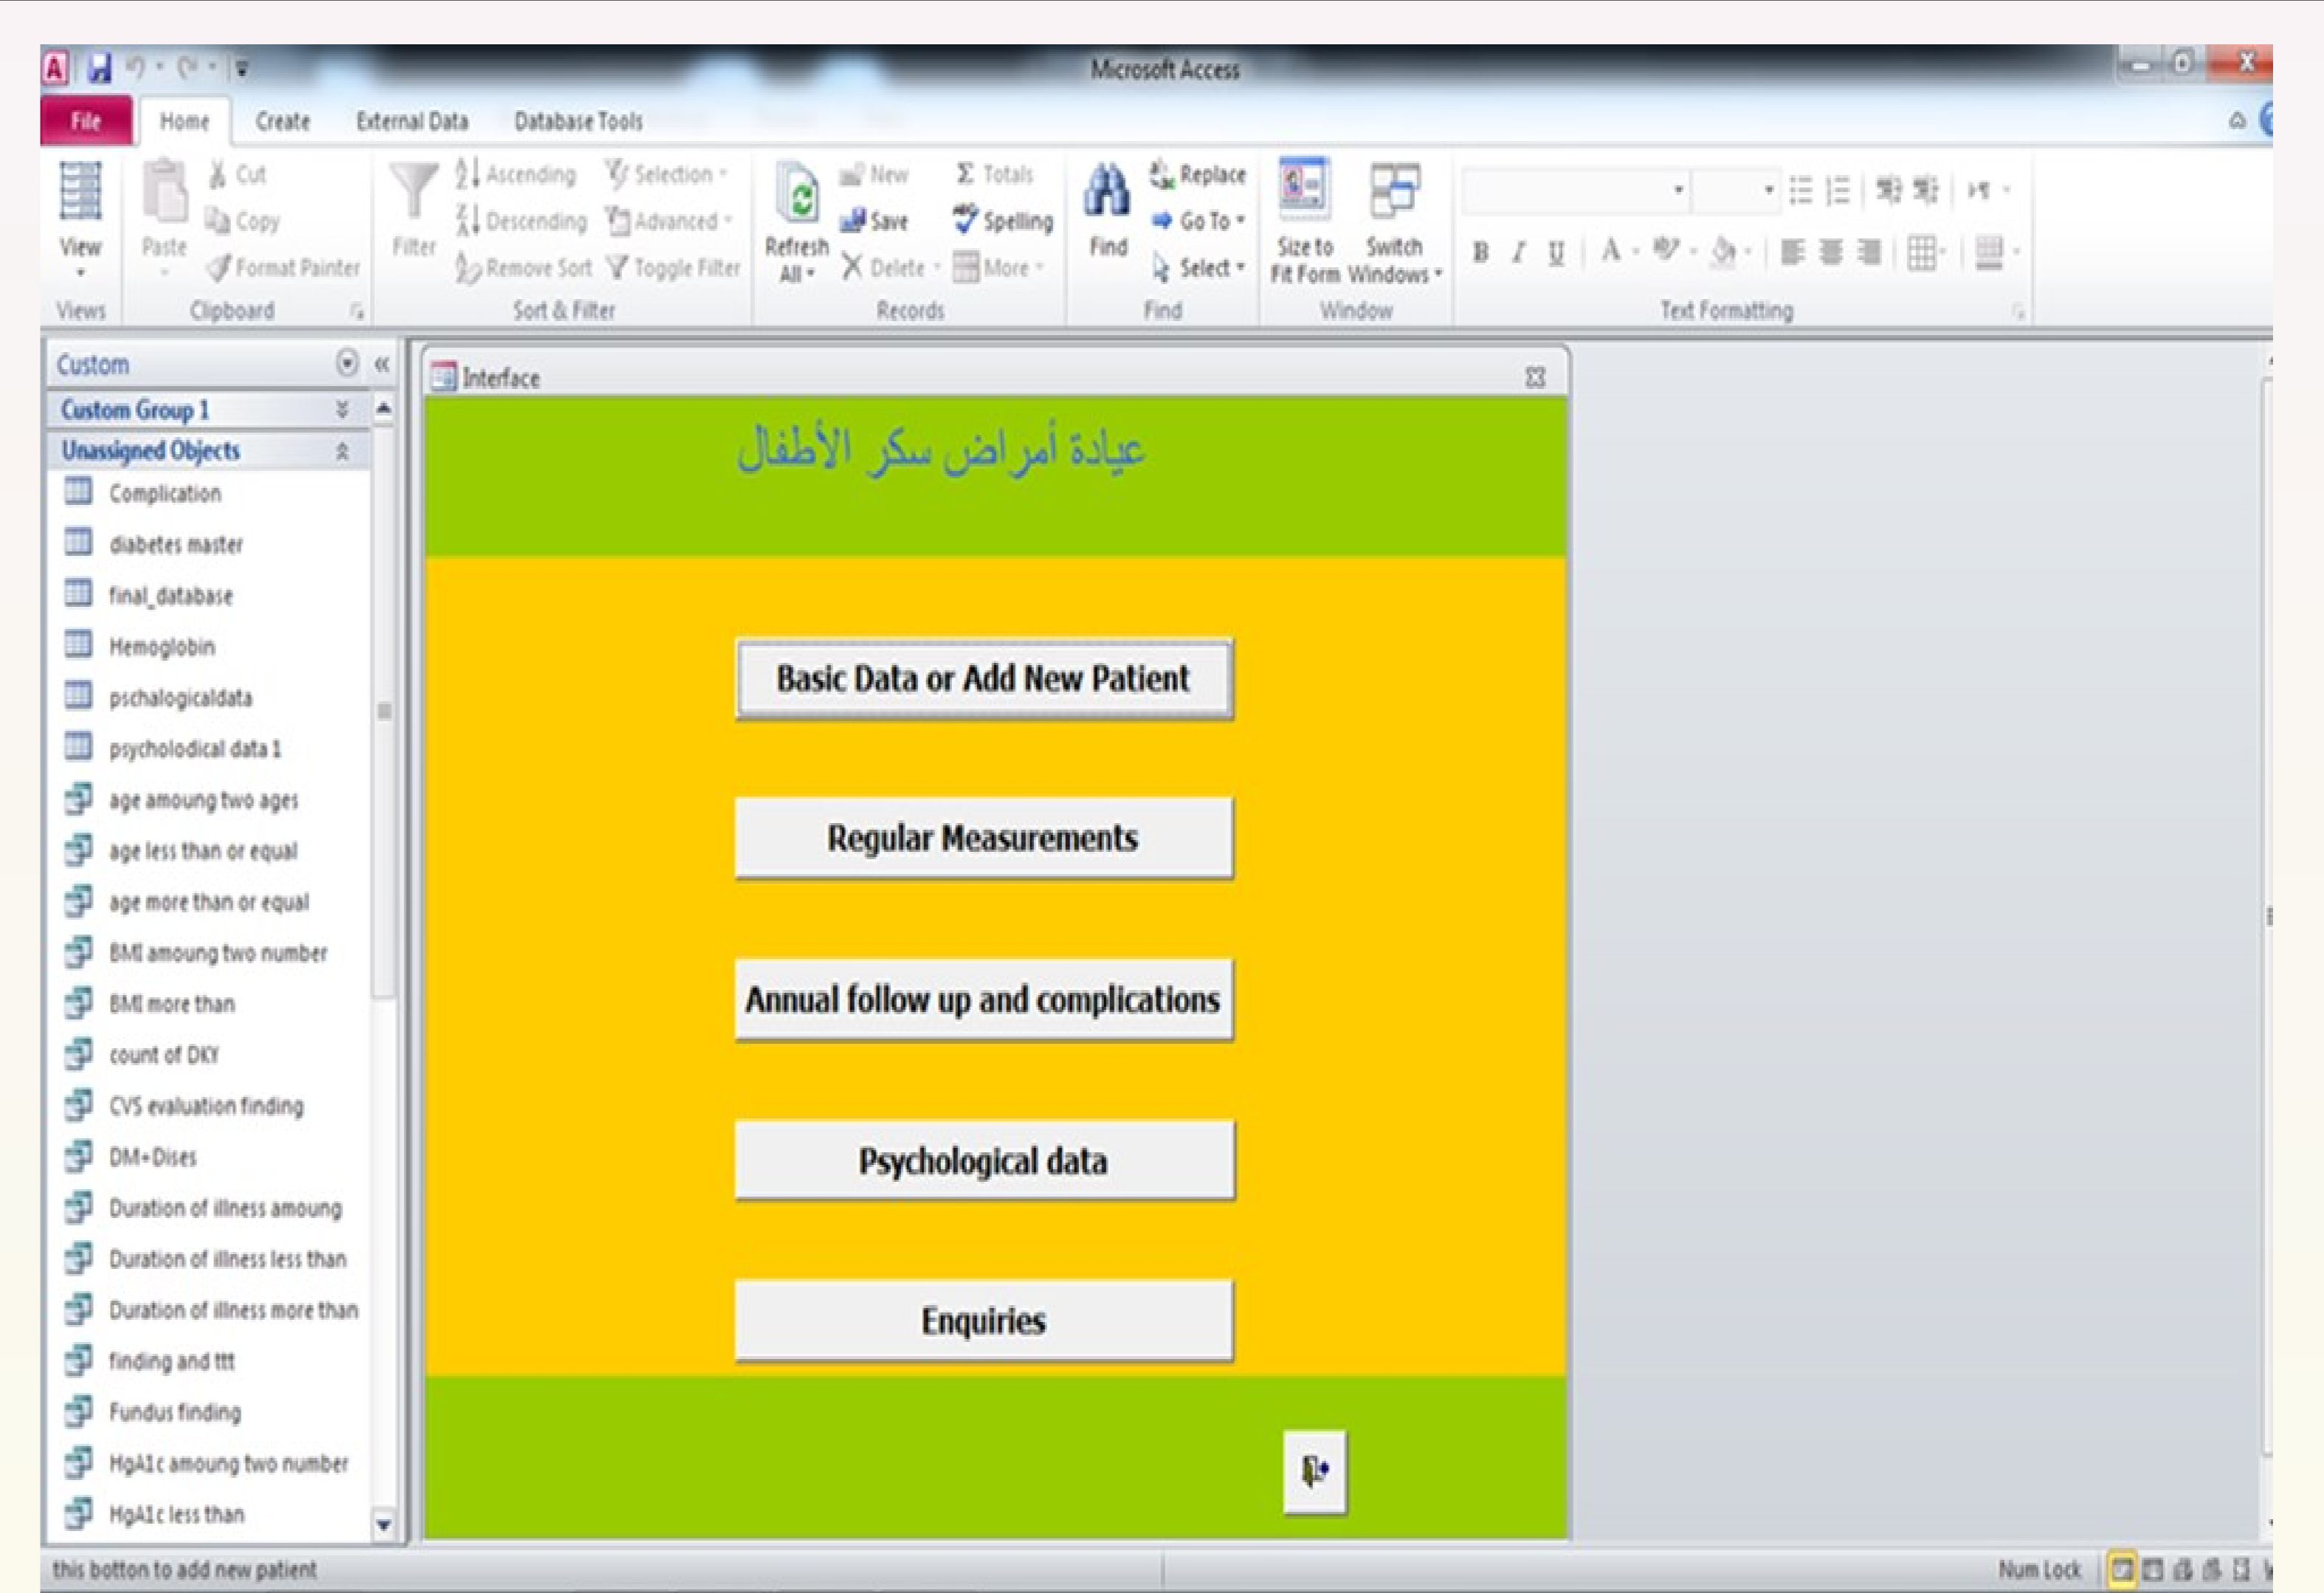 Microsoft Access
File Home Create External Data Database Tools
View
Views
Paste
Cut
Copy
Format Painter
Clipboard
Filter
Ascending
Descending
Remove Sort
Selection
Advanced
Toggle Filter
Sort & Filter
Refresh All
New
Save
Delete
Totals
Spelling
More
Records
Find
Replace
Go To
Select
Find
Size to Fit Form
Switch Windows
Window
B I U A
Text Formatting
Custom
Custom Group 1
Unassigned Objects
Complication
diabetes master
final_database
Hemoglobin
pschalogicaldata
psycholodical data 1
age amoung two ages
age less than or equal
age more than or equal
BMI amoung two number
BMI more than
count of DKY
CVS evaluation finding
DM+Dises
Duration of illness amoung
Duration of illness less than
Duration of illness more than
finding and ttt
Fundus finding
HgA1c amoung two number
HgA1c less than
Interface
عيادة أمراض سكر الأطفال
Basic Data or Add New Patient
Regular Measurements
Annual follow up and complications
Psychological data
Enquiries
this botton to add new patient
Num Lock